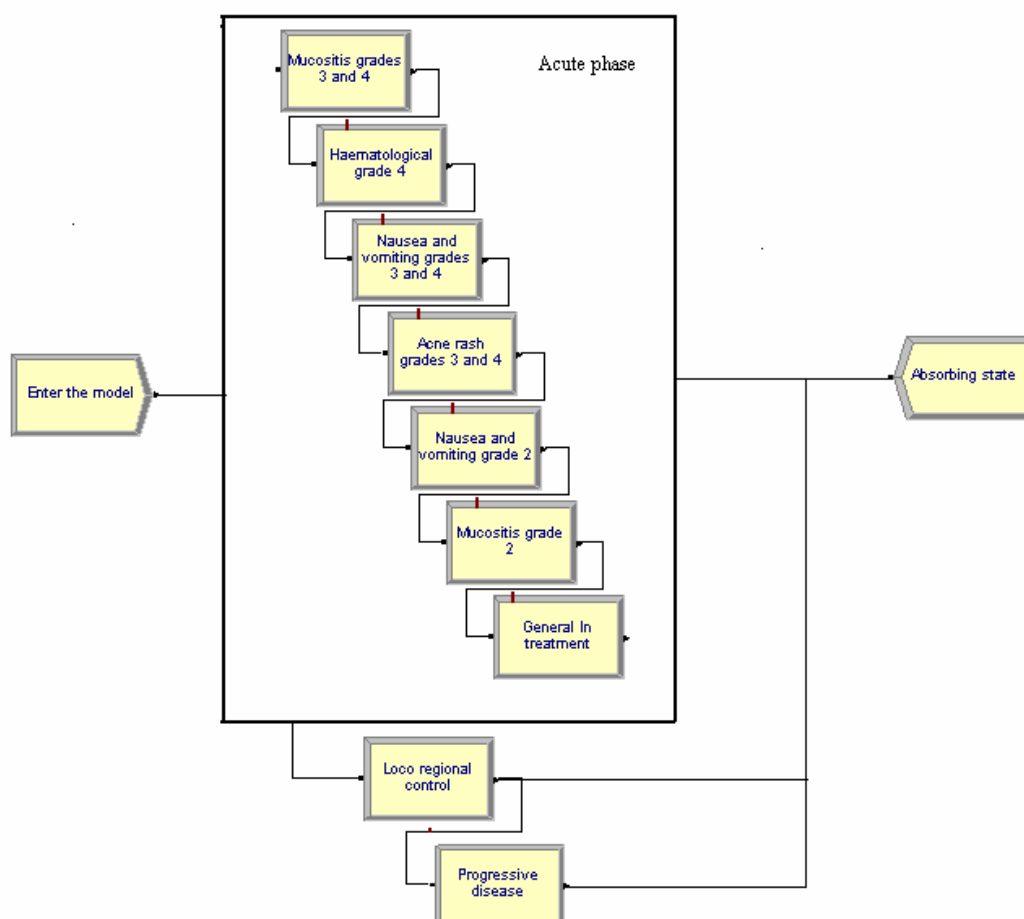 Mucositis grades
3 and 4
Acute phase
Haematological
grade 4
Nausea and
vomiting grades
3 and 4
Acne rash
grades 3 and 4
Enter the model
Absorbing state
Nausea and
vomiting grade 2
Mucositis grade
2
General In
treatment
Loco regional
control
Progressive
disease